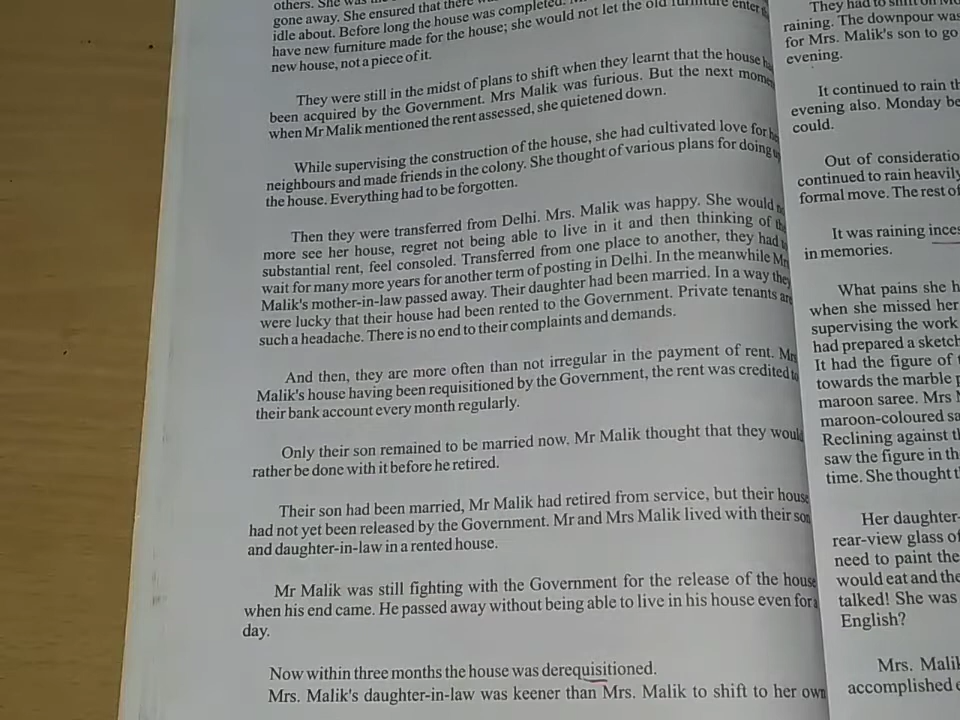 others. She was
gone away. She ensured that there
idle about. Before long the house was completed.
have new furniture made for the house; she would not let the old furniture enter
new house, not a piece of it.
They were still in the midst of plans to shift when they learnt that the house
been acquired by the Government. Mrs Malik was furious. But the next
when Mr Malik mentioned the rent assessed, she quietened down.
While supervising the construction of the house, she had cultivated love for
neighbours and made friends in the colony. She thought of various plans for doing
the house. Everything had to be forgotten.
Then they were transferred from Delhi. Mrs. Malik was happy. She would
more see her house, regret not being able to live in it and then thinking of
substantial rent, feel consoled. Transferred from one place to another, they had
wait for many more years for another term of posting in Delhi. In the meanwhile
Malik's mother-in-law passed away. Their daughter had been married. In a way they
were lucky that their house had been rented to the Government. Private tenants are
such a headache. There is no end to their complaints and demands.
And then, they are more often than not irregular in the payment of rent. Mrs
Malik's house having been requisitioned by the Government, the rent was credited to
their bank account every month regularly.
Only their son remained to be married now. Mr Malik thought that they would
rather be done with it before he retired.
Their son had been married, Mr Malik had retired from service, but their house
had not yet been released by the Government. Mr and Mrs Malik lived with their son
and daughter-in-law in a rented house.
Mr Malik was still fighting with the Government for the release of the house
when his end came. He passed away without being able to live in his house even for a
day.
Now within three months the house was derequisitioned.
Mrs. Malik's daughter-in-law was keener than Mrs. Malik to shift to her own
They had to shift on
raining. The downpour was
for Mrs. Malik's son to go
evening.
It continued to rain
evening also. Monday
could.
Out of
continued to rain heavily
formal move. The rest of
It was raining
in memories.
What pains she
when she missed her
supervising the work
had prepared a sketch
It had the figure of
towards the marble
maroon saree. Mrs
maroon-coloured
Reclining against
saw the figure in
time. She thought
Her daughter-
rear-view glass of
need to paint the
would eat and
talked! She was
English?
Mrs. Malik
accomplished